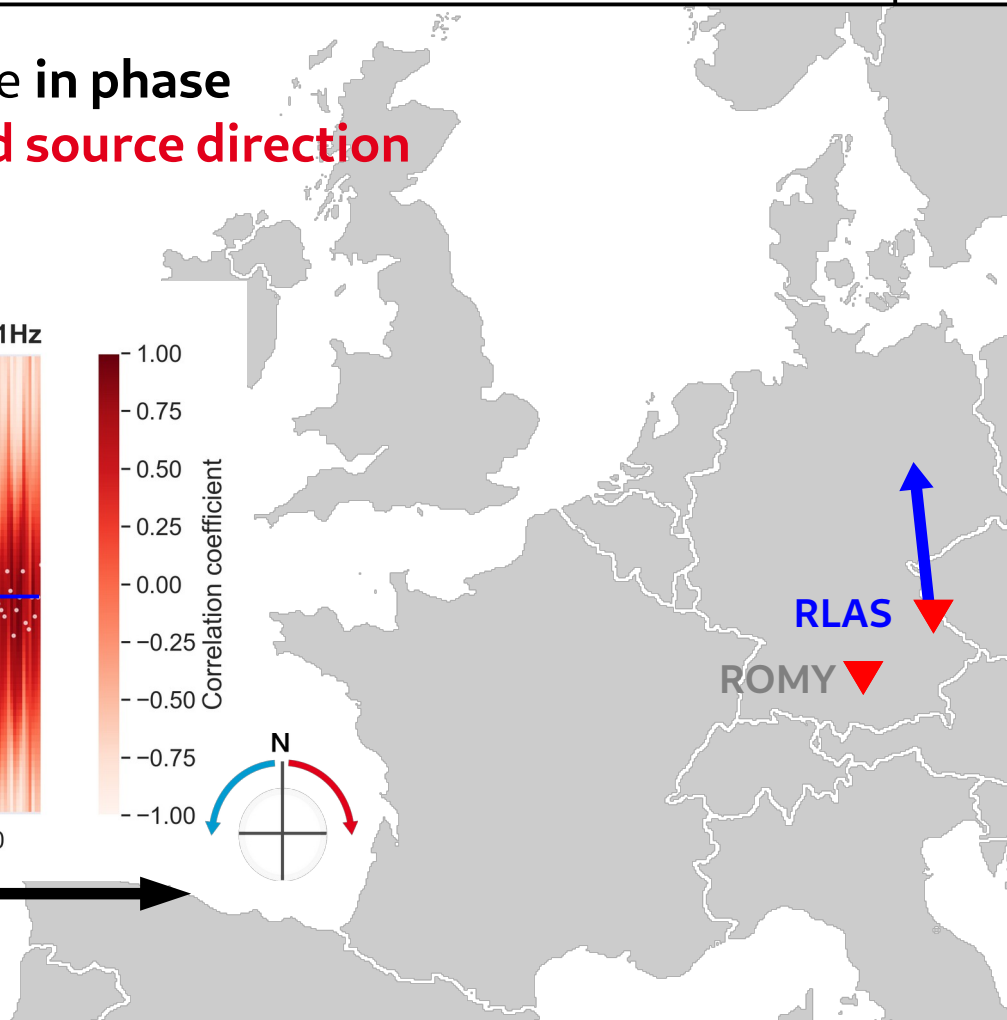 e in phase
d source direction
1Hz
1.00
0.75
0.50
0.25
0.00
−0.25
−0.50
−0.75
−1.00
Correlation coefficient
0
N
RLAS
ROMY